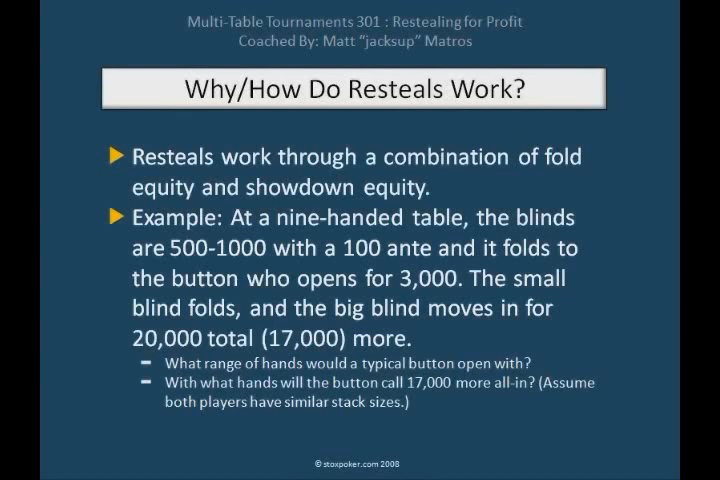 Multi-Table Tournaments 301 : Restealing for Profit
Coached By: Matt “jacksup” Matros
Why/How Do Resteals Work?
Resteals work through a combination of fold
equity and showdown equity.
Example: At a nine-handed table, the blinds
are 500-1000 with a 100 ante and it folds to
the button who opens for 3,000. The small
blind folds, and the big blind moves in for
20,000 total (17,000) more.
– What range of hands would a typical button open with?
– With what hands will the button call 17,000 more all-in? (Assume
both players have similar stack sizes.)
© stoxpoker.com 2008